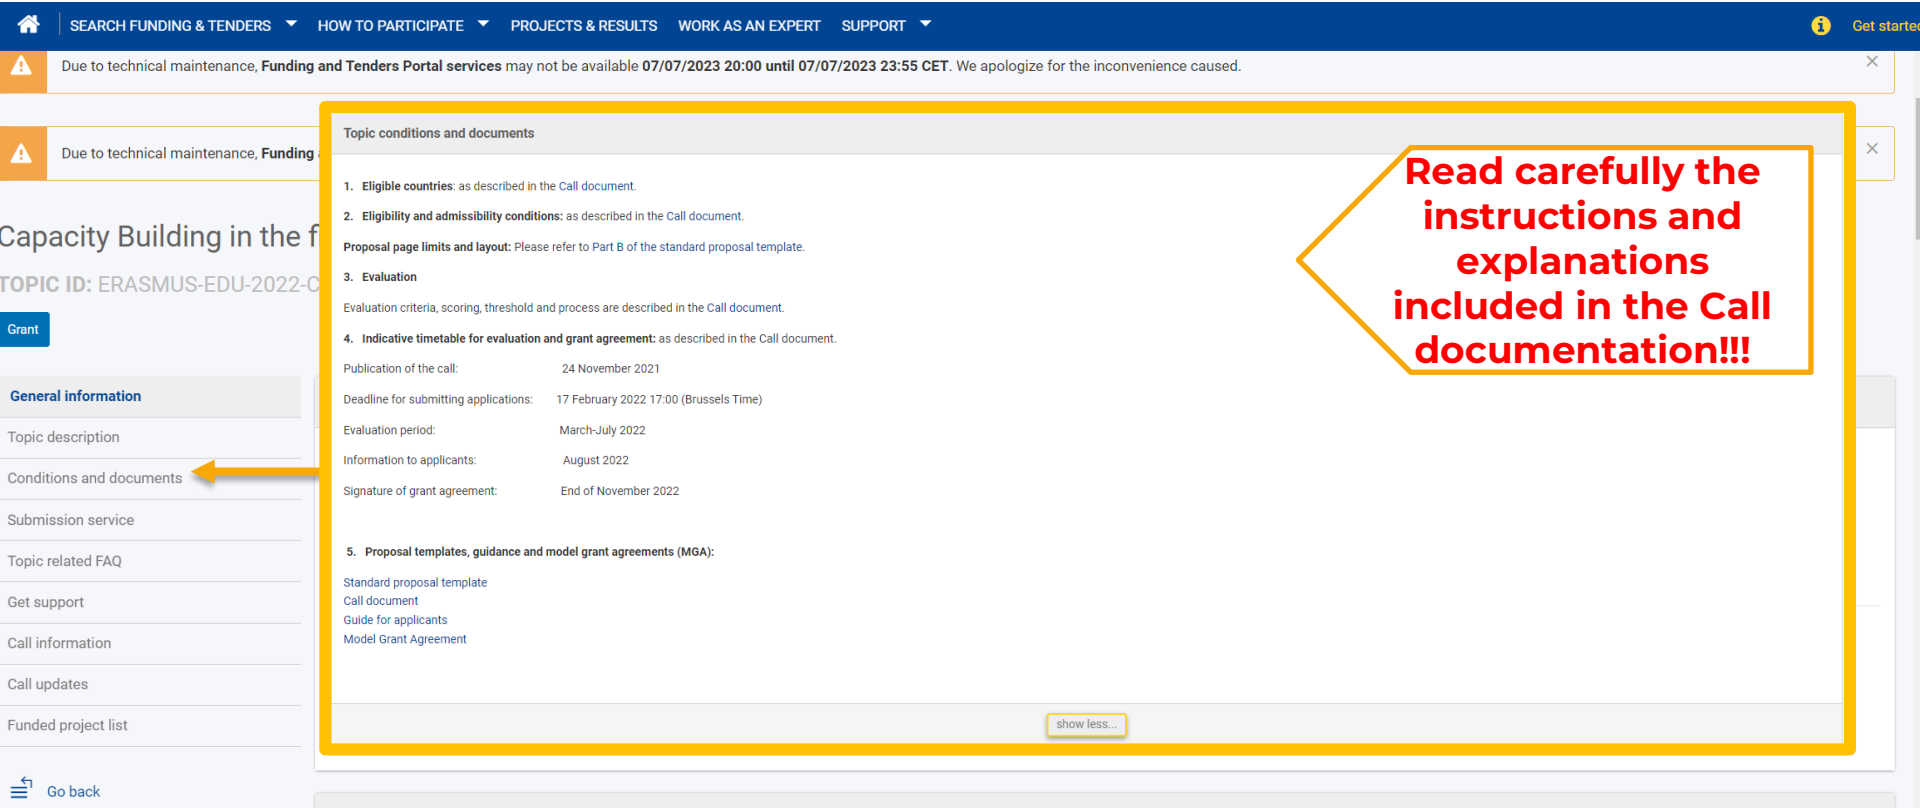 SEARCH FUNDING & TENDERS HOW TO PARTICIPATE PROJECTS & RESULTS WORK AS AN EXPERT SUPPORT Get started
Due to technical maintenance, Funding and Tenders Portal services may not be available 07/07/2023 20:00 until 07/07/2023 23:55 CET. We apologize for the inconvenience caused.
Due to technical maintenance, Funding
Capacity Building in the f
TOPIC ID: ERASMUS-EDU-2022-C
Grant
General information
Topic description
Conditions and documents
Submission service
Topic related FAQ
Get support
Call information
Call updates
Funded project list
Go back
Topic conditions and documents
1. Eligible countries: as described in the Call document.
2. Eligibility and admissibility conditions: as described in the Call document.
Proposal page limits and layout: Please refer to Part B of the standard proposal template.
3. Evaluation
Evaluation criteria, scoring, threshold and process are described in the Call document.
4. Indicative timetable for evaluation and grant agreement: as described in the Call document.
Publication of the call: 24 November 2021
Deadline for submitting applications: 17 February 2022 17:00 (Brussels Time)
Evaluation period: March-July 2022
Information to applicants: August 2022
Signature of grant agreement: End of November 2022
5. Proposal templates, guidance and model grant agreements (MGA):
Standard proposal template
Call document
Guide for applicants
Model Grant Agreement
show less...
Read carefully the
instructions and
explanations
included in the Call
documentation!!!